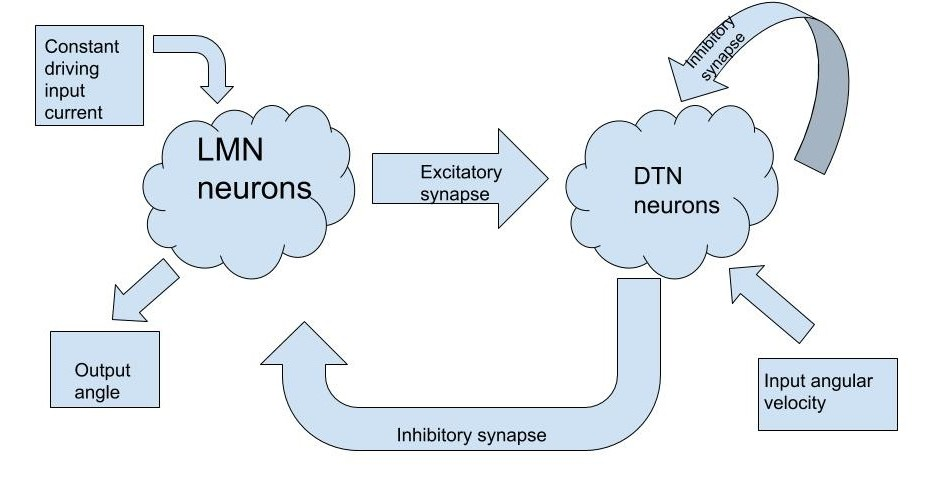 Constant
driving
input
current
LMN
neurons
Excitatory
synapse
Inhibitory
synapse
DTN
neurons
Output
angle
Inhibitory synapse
Input angular
velocity